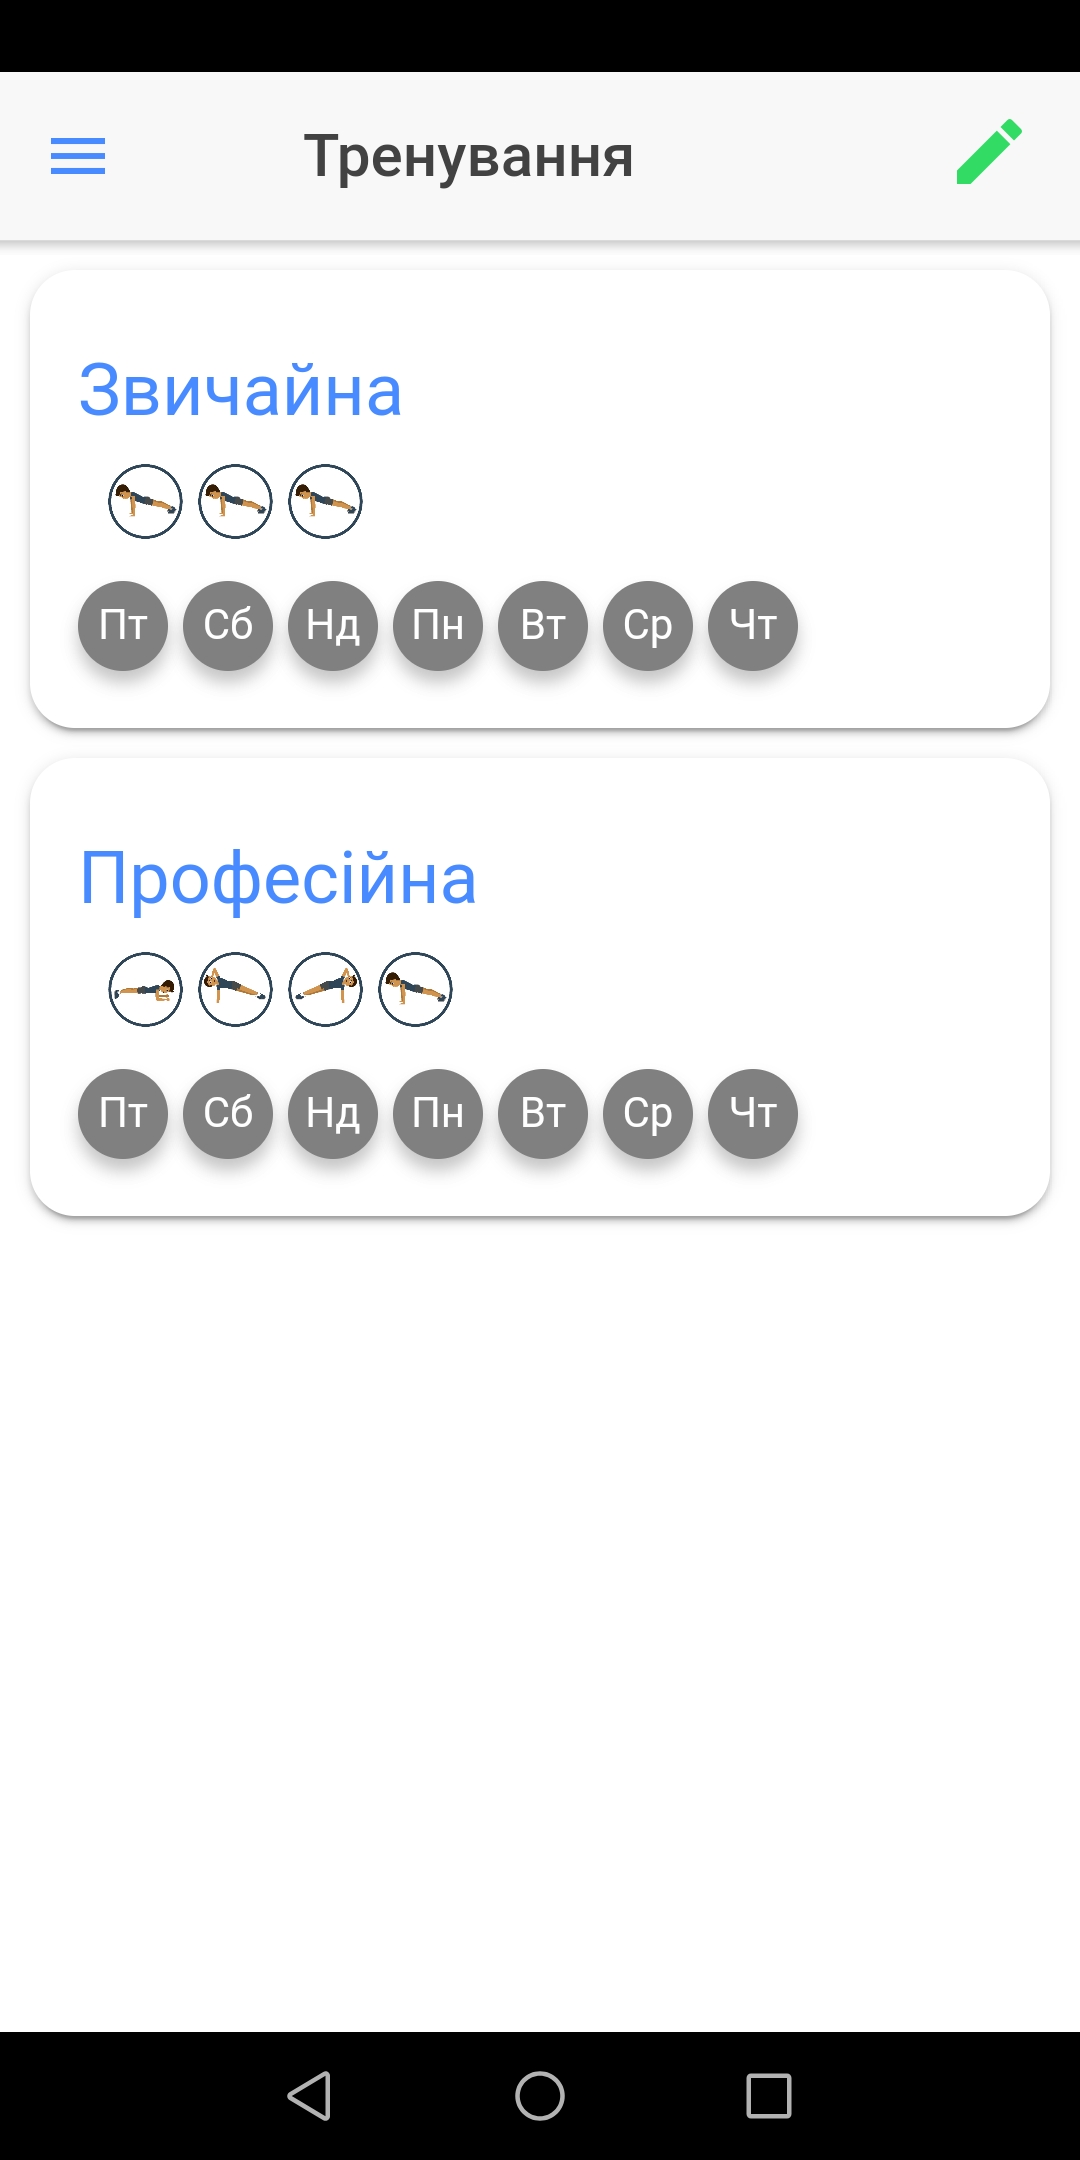 Тренування
Звичайна
Пт Сб Нд Пн Вт Ср Чт
Професійна
Пт Сб Нд Пн Вт Ср Чт